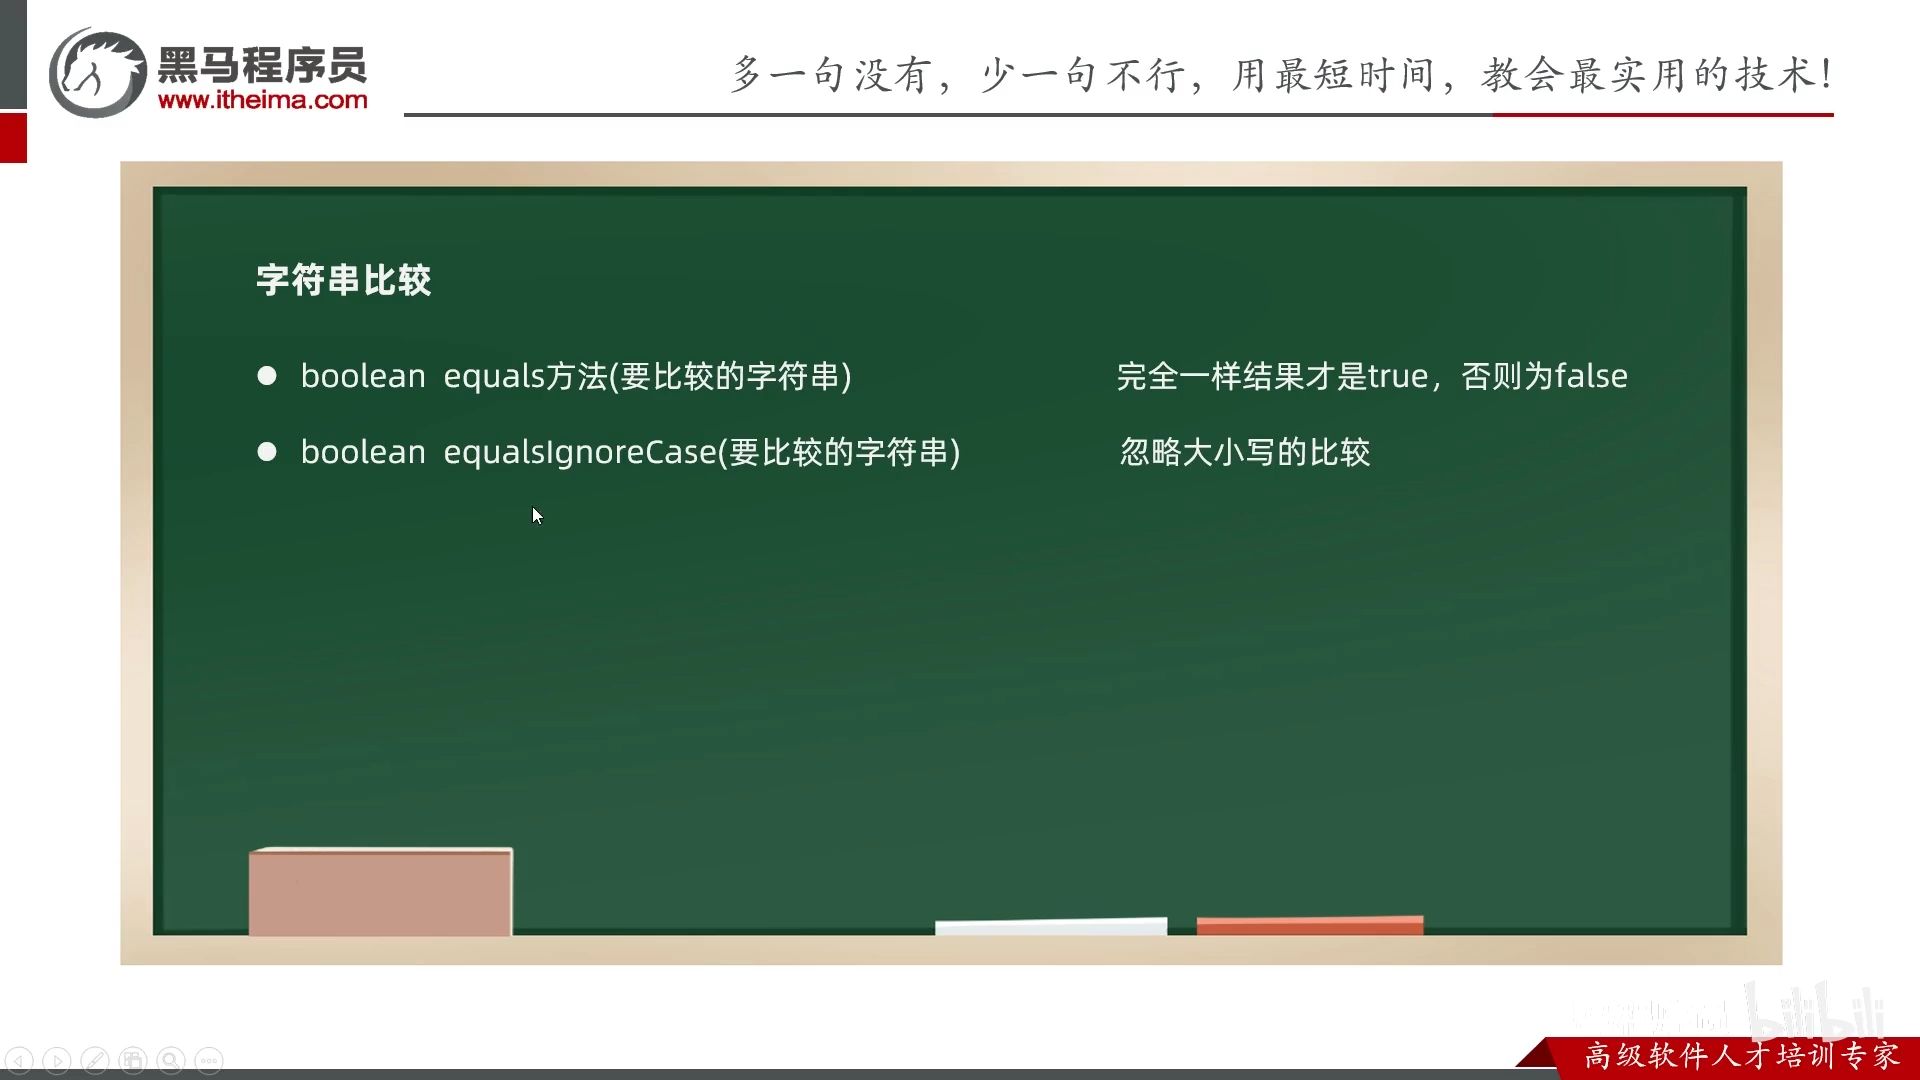 黑马程序员
www.itheima.com
多一句没有，少一句不行，用最短时间，教会最实用的技术！
字符串比较
boolean equals方法(要比较的字符串) 完全一样结果才是true，否则为false
boolean equalsIgnoreCase(要比较的字符串) 忽略大小写的比较
bilibili
高级软件人才培训专家